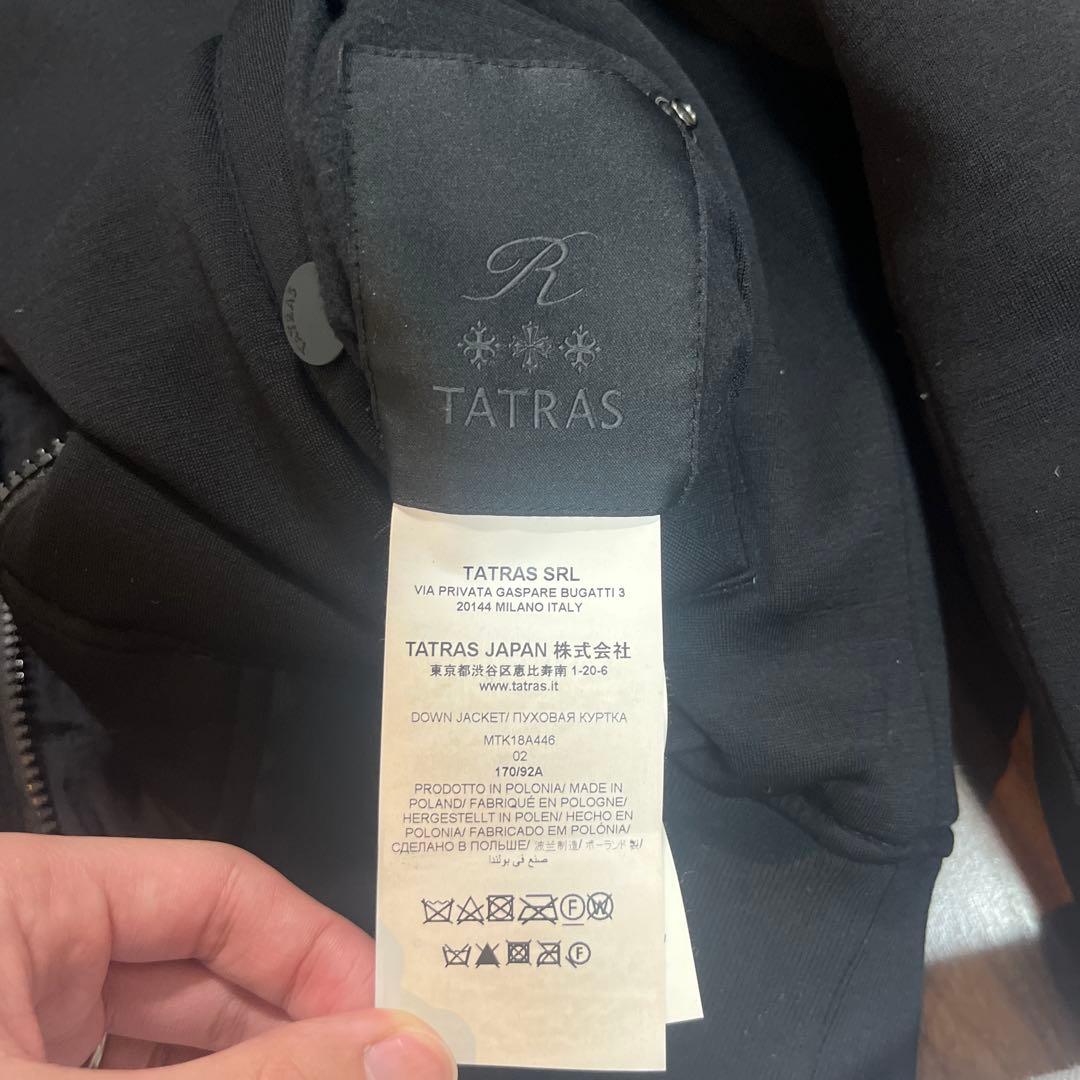 R
TATRAS
TATRAS
TATRAS SRL
VIA PRIVATA GASPARE BUGATTI 3
20144 MILANO ITALY
TATRAS JAPAN 株式会社
東京都渋谷区恵比寿南 1-20-6
www.tatras.it
DOWN JACKET/ ПУХОВАЯ КУРТКА
MTK18A446
02
170/92A
PRODOTTO IN POLONIA/ MADE IN
POLAND/ FABRIQUÉ EN POLOGNE/
HERGESTELLT IN POLEN/ HECHO EN
POLONIA/ FABRICADO EM POLÓNIA/
СДЕЛАНО В ПОЛЬШЕ/ 波兰制造/ ポーランド製/
صنع في بولندا
F W
F